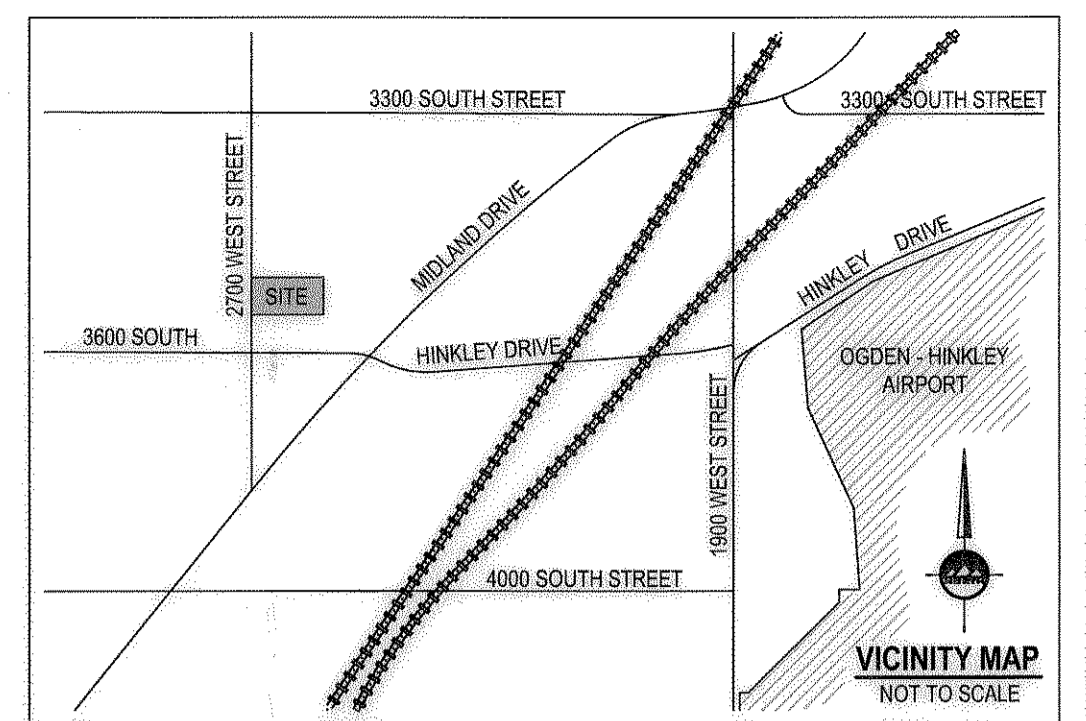 3300 SOUTH STREET
3300 SOUTH STREET
2700 WEST STREET
MIDLAND DRIVE
HINKLEY DRIVE
SITE
3600 SOUTH
HINKLEY DRIVE
OGDEN - HINKLEY
AIRPORT
1900 WEST STREET
4000 SOUTH STREET
VICINITY MAP
NOT TO SCALE